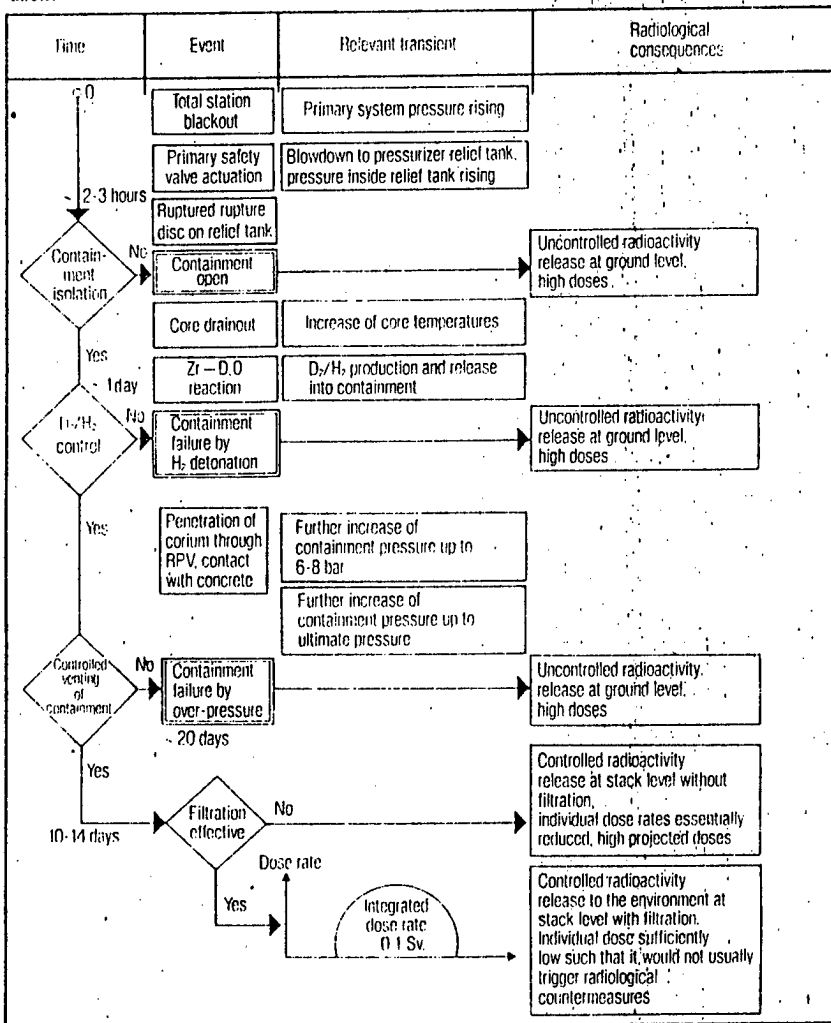 Time
Event
Relevant transient
Radiological
consequences
0
Total station
blackout
Primary system pressure rising
Primary safety
valve actuation
Blowdown to pressurizer relief tank,
pressure inside relief tank rising
2-3 hours
Ruptured rupture
disc on relief tank
Contain-
ment
isolation
No
Containment
open
Uncontrolled radioactivity
release at ground level,
high doses
Core drainout
Increase of core temperatures
Yes
Zr – D₂O
reaction
D₂/H₂ production and release
into containment
~ 1day
D₂/H₂
control
No
Containment
failure by
H₂ detonation
Uncontrolled radioactivity
release at ground level,
high doses
Yes
Penetration of
corium through
RPV, contact
with concrete
Further increase of
containment pressure up to
6-8 bar
Further increase of
containment pressure up to
ultimate pressure
Controlled
venting
of
containment
No
Containment
failure by
over-pressure
Uncontrolled radioactivity
release at ground level,
high doses
~ 20 days
Yes
10-14 days
Filtration
effective
No
Controlled radioactivity
release at stack level without
filtration,
individual dose rates essentially
reduced, high projected doses
Yes
Dose rate
Integrated
dose rate
0.1 Sv.
Controlled radioactivity
release to the environment at
stack level with filtration.
Individual dose sufficiently
low such that it would not usually
trigger radiological
countermeasures